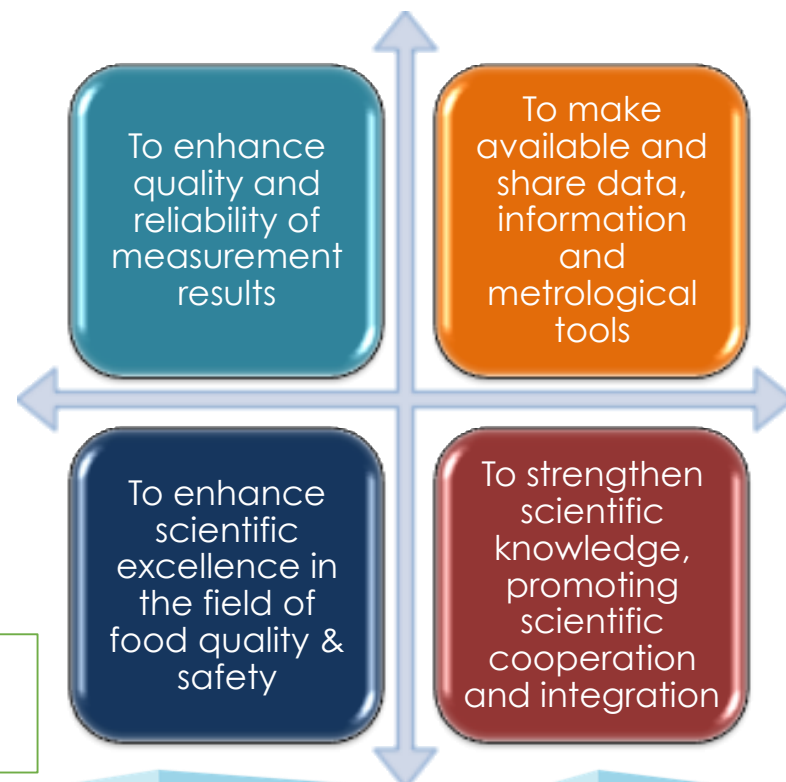 To enhance
quality and
reliability of
measurement
results
To make
available and
share data,
information
and
metrological
tools
To enhance
scientific
excellence in
the field of
food quality &
safety
To strengthen
scientific
knowledge,
promoting
scientific
cooperation
and integration